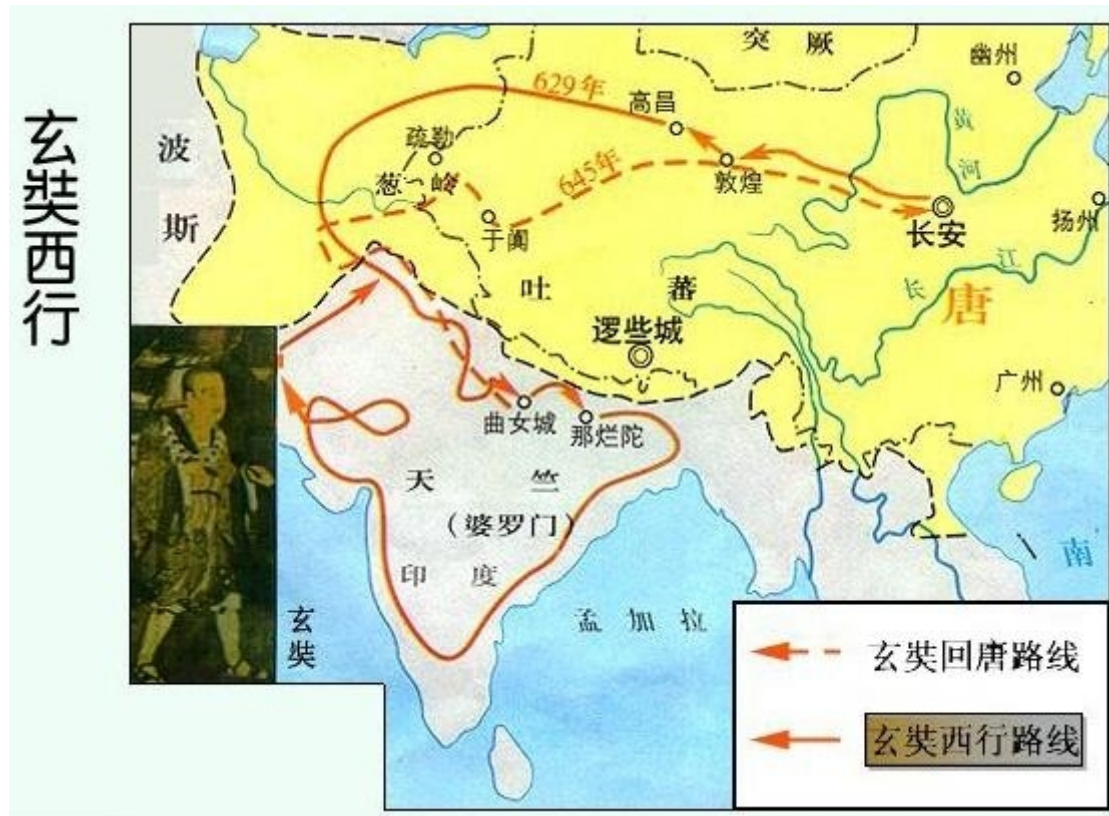 玄奘西行
突厥
幽州
629年
高昌
黄河
疏勒
波斯
葱岭
645年
敦煌
于阗
长安
扬州
吐蕃
长江
唐
逻些城
广州
曲女城
那烂陀
天竺
(婆罗门)
印度
南
玄奘
孟加拉
玄奘回唐路线
玄奘西行路线